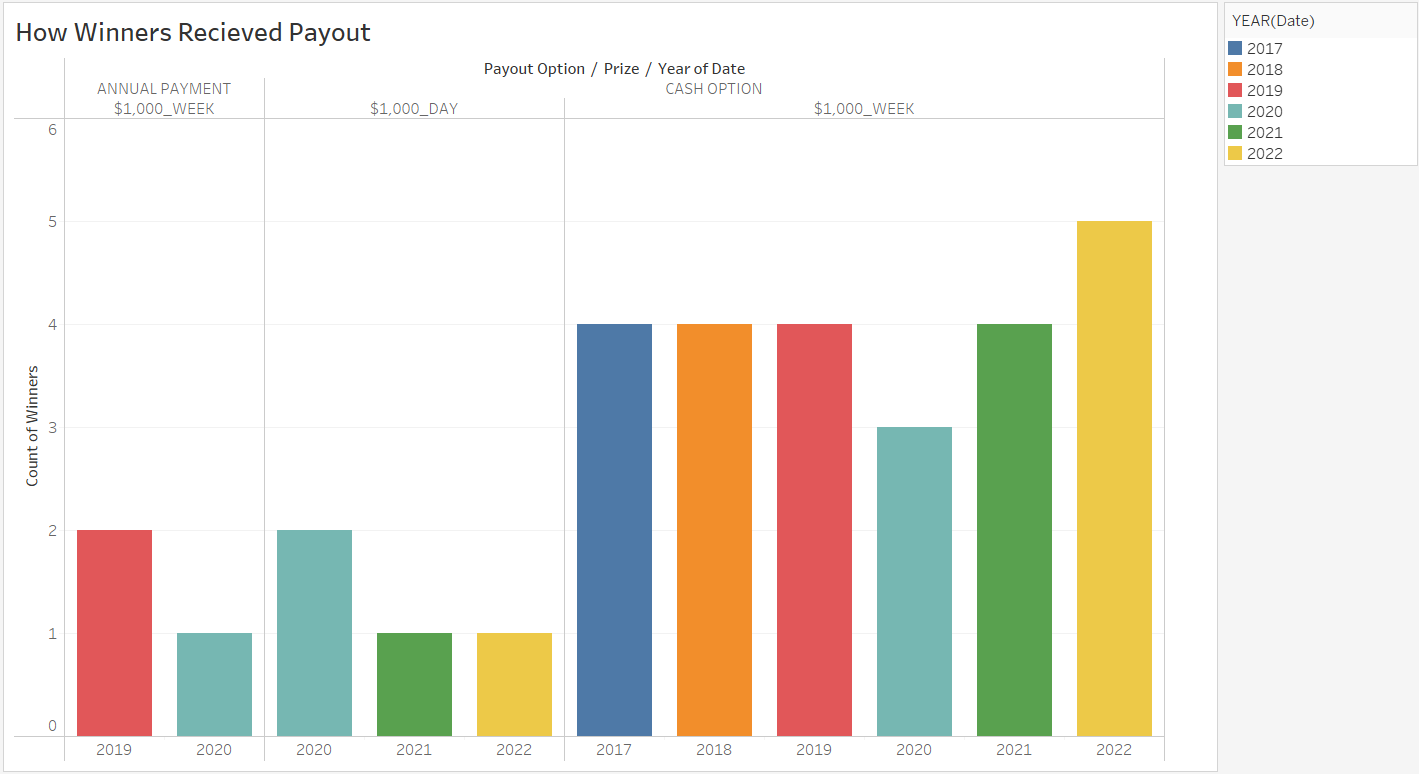 How Winners Recieved Payout
Payout Option / Prize / Year of Date
ANNUAL PAYMENT CASH OPTION
$1,000_WEEK $1,000_DAY $1,000_WEEK
6
5
4
3
2
1
0
Count of Winners
2019 2020 2020 2021 2022 2017 2018 2019 2020 2021 2022
YEAR(Date)
2017
2018
2019
2020
2021
2022